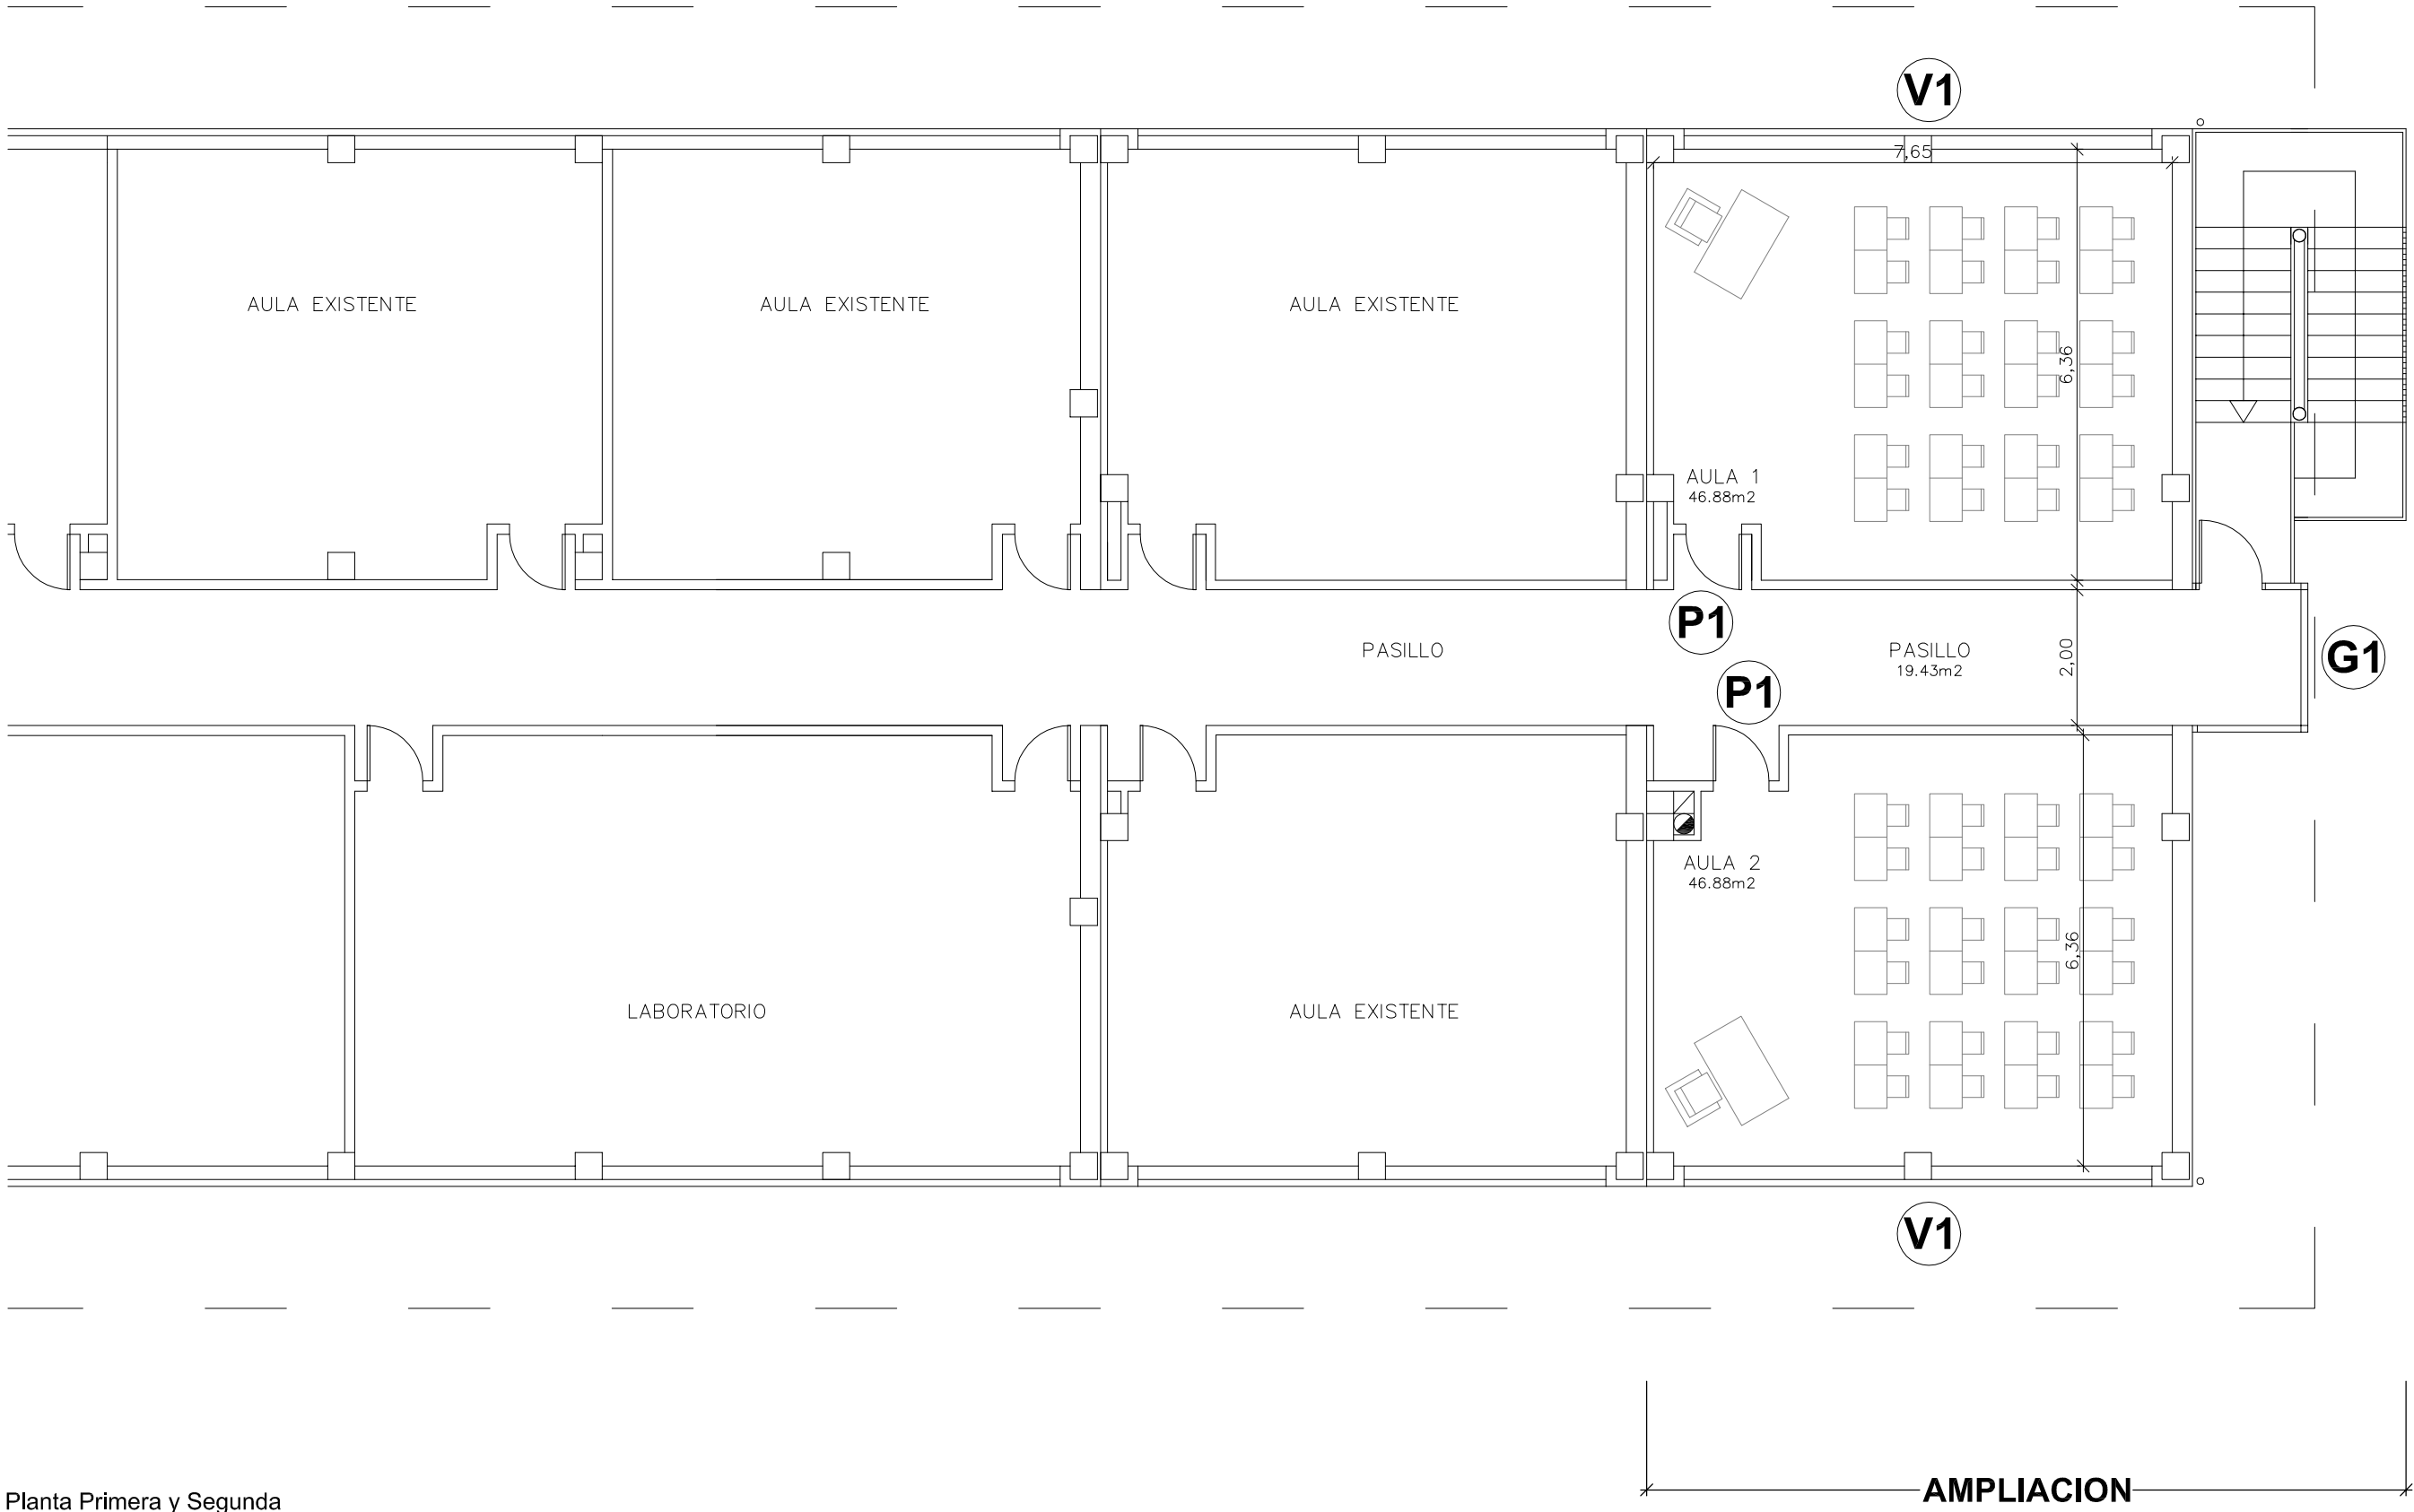 V1
7,65
AULA EXISTENTE
AULA EXISTENTE
AULA EXISTENTE
6,36
AULA 1
46.88m2
P1
PASILLO
PASILLO
19.43m2
2,00
G1
P1
AULA 2
46.88m2
6,36
LABORATORIO
AULA EXISTENTE
V1
AMPLIACION
Planta Primera y Segunda